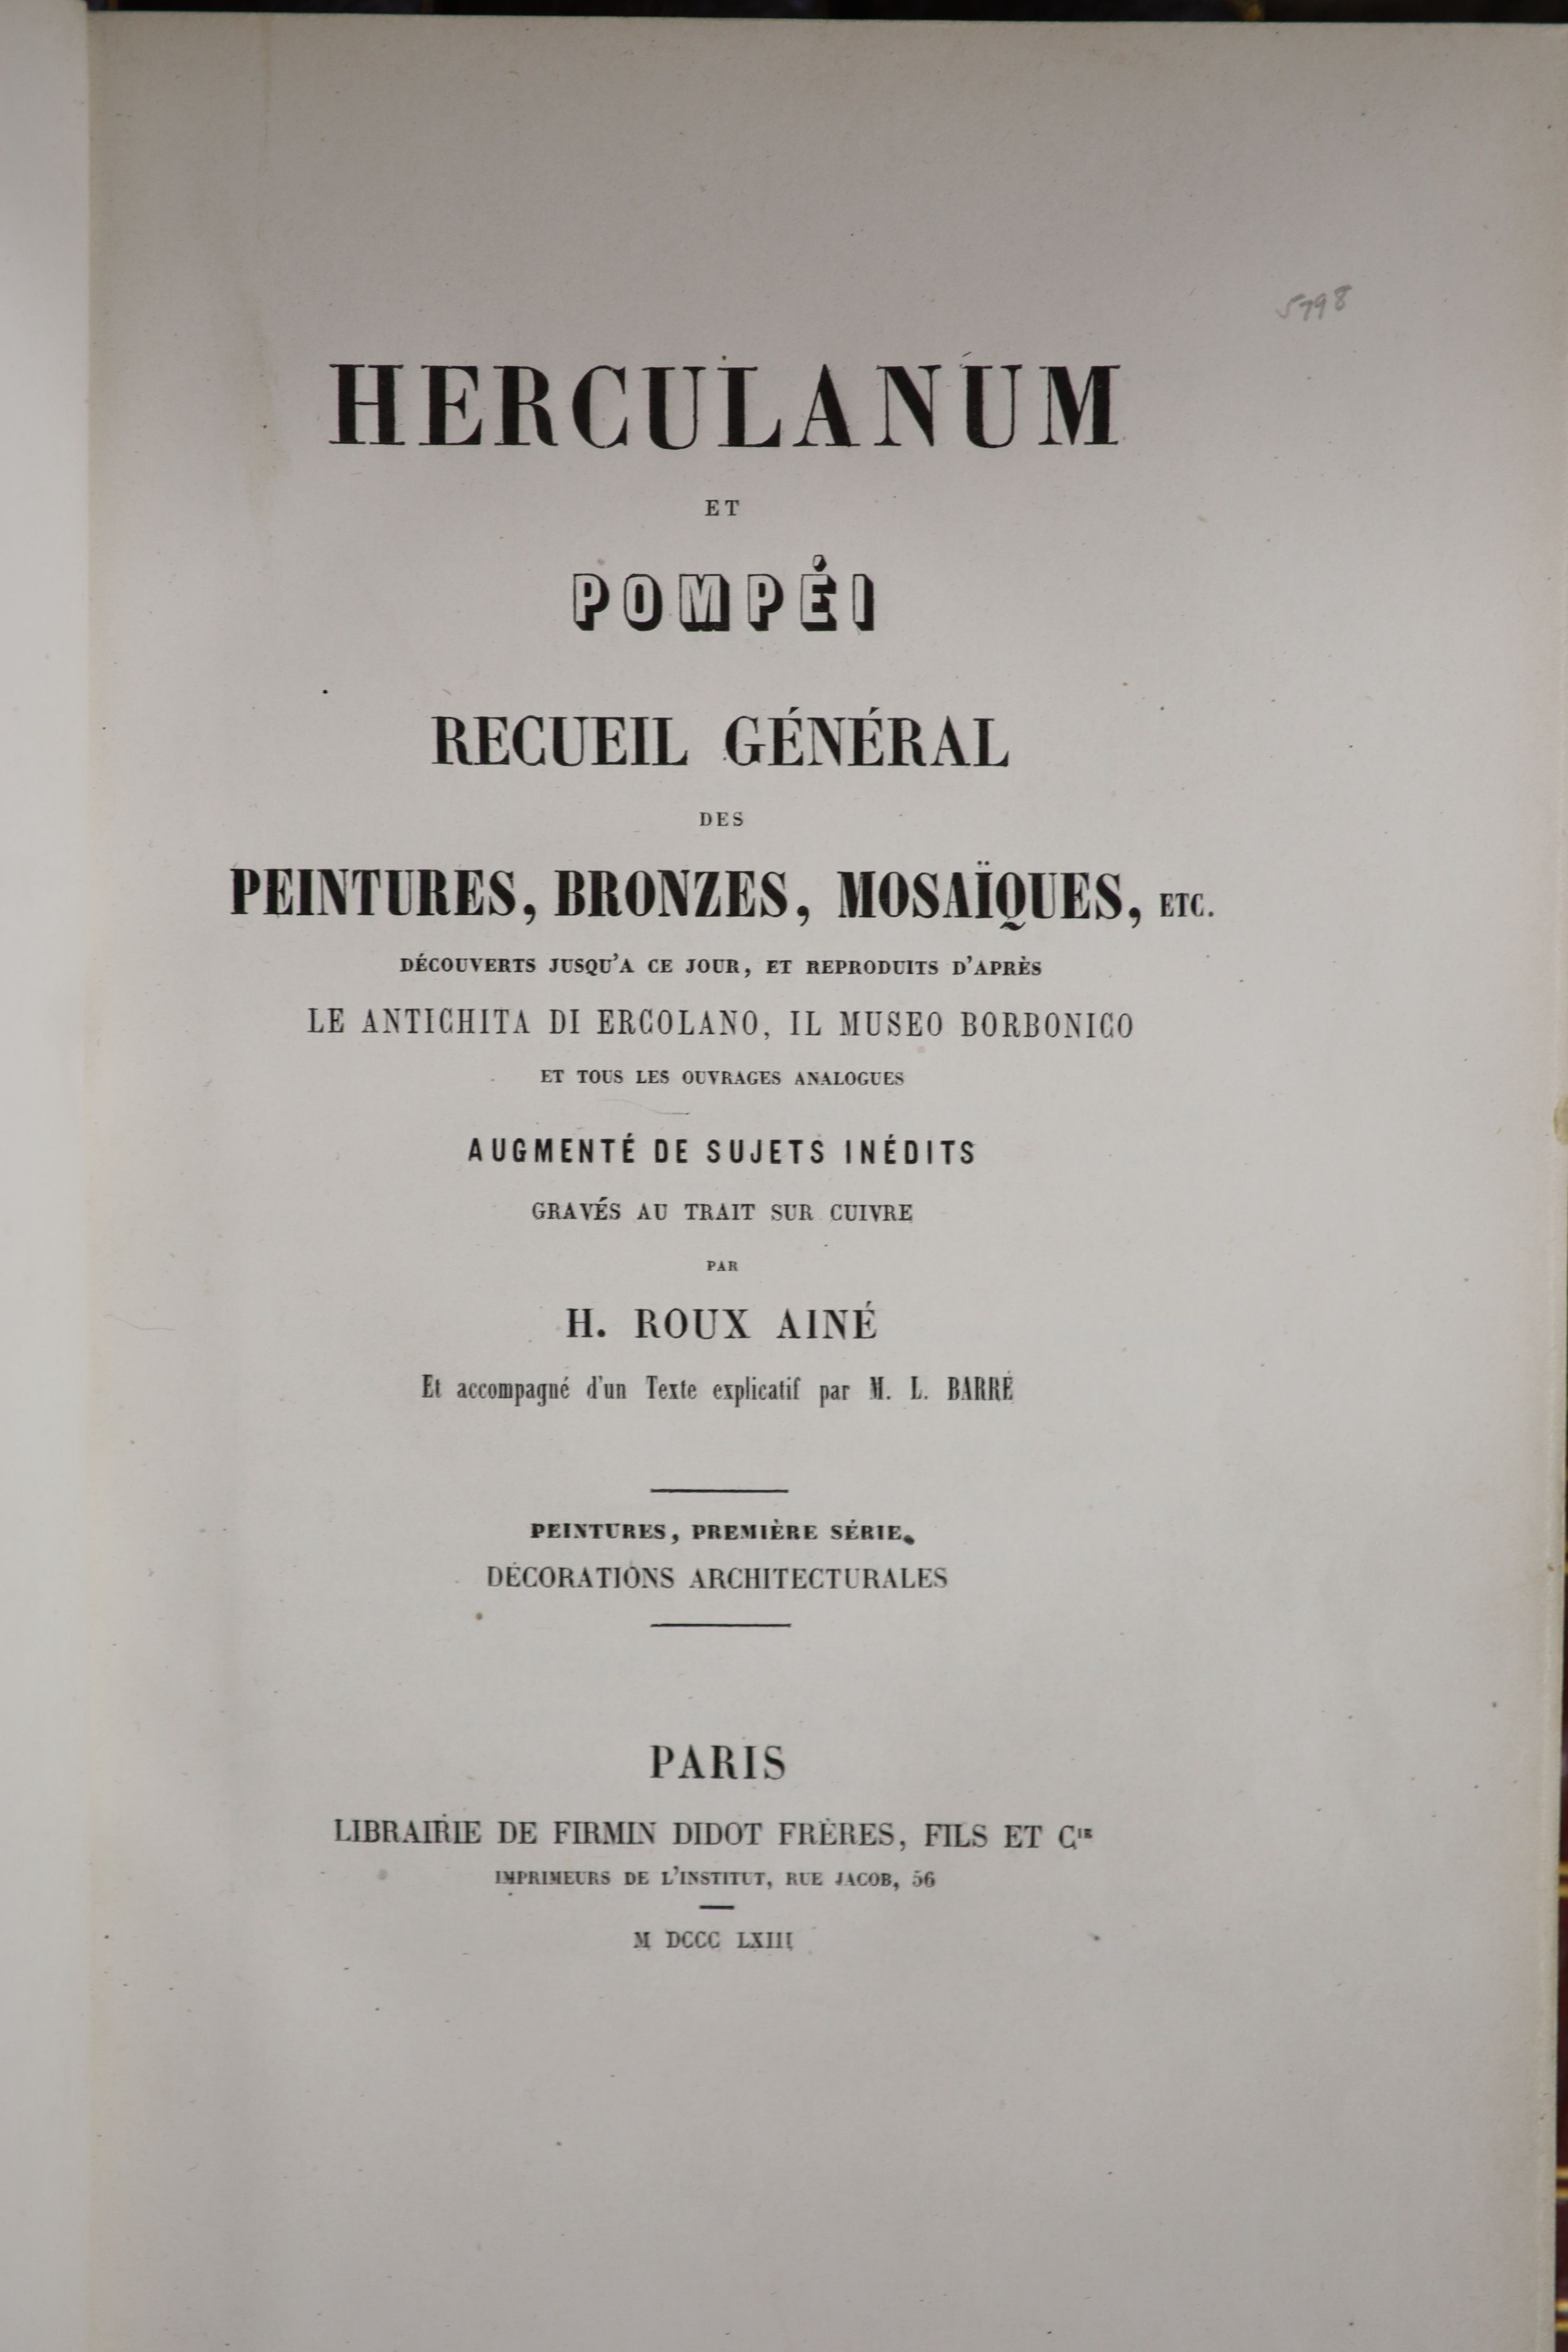 5798
HERCULANUM
ET
POMPÉI
RECUEIL GÉNÉRAL
DES
PEINTURES, BRONZES, MOSAÏQUES, ETC.
DÉCOUVERTS JUSQU'A CE JOUR, ET REPRODUITS D'APRÈS
LE ANTICHITA DI ERCOLANO, IL MUSEO BORBONICO
ET TOUS LES OUVRAGES ANALOGUES
AUGMENTÉ DE SUJETS INÉDITS
GRAVÉS AU TRAIT SUR CUIVRE
PAR
H. ROUX AINÉ
Et accompagné d'un Texte explicatif par M. L. BARRÉ
PEINTURES, PREMIÈRE SÉRIE.
DÉCORATIONS ARCHITECTURALES
PARIS
LIBRAIRIE DE FIRMIN DIDOT FRÈRES, FILS ET CIE
IMPRIMEURS DE L'INSTITUT, RUE JACOB, 56
M DCCC LXIII